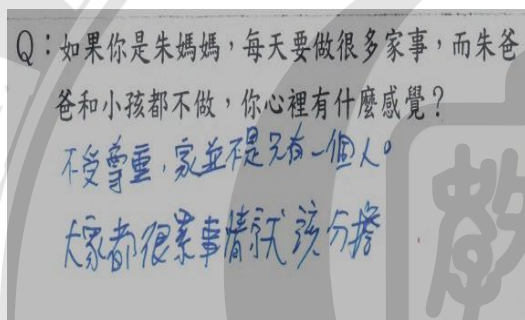 Q：如果你是朱媽媽，每天要做很多家事，而朱爸
爸和小孩都不做，你心裡有什麼感覺？
不受尊重，家並不是只有一個人。
大家都很累事情就該分擔